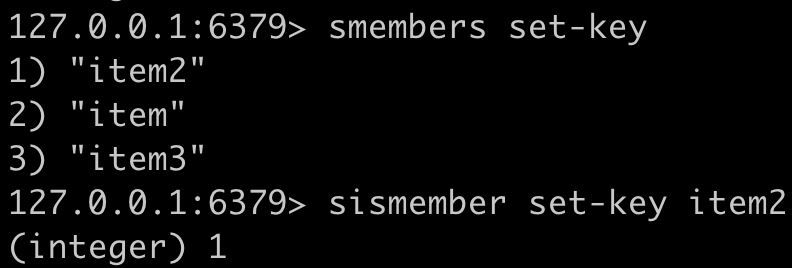 127.0.0.1:6379> smembers set-key
1) "item2"
2) "item"
3) "item3"
127.0.0.1:6379> sismember set-key item2
(integer) 1